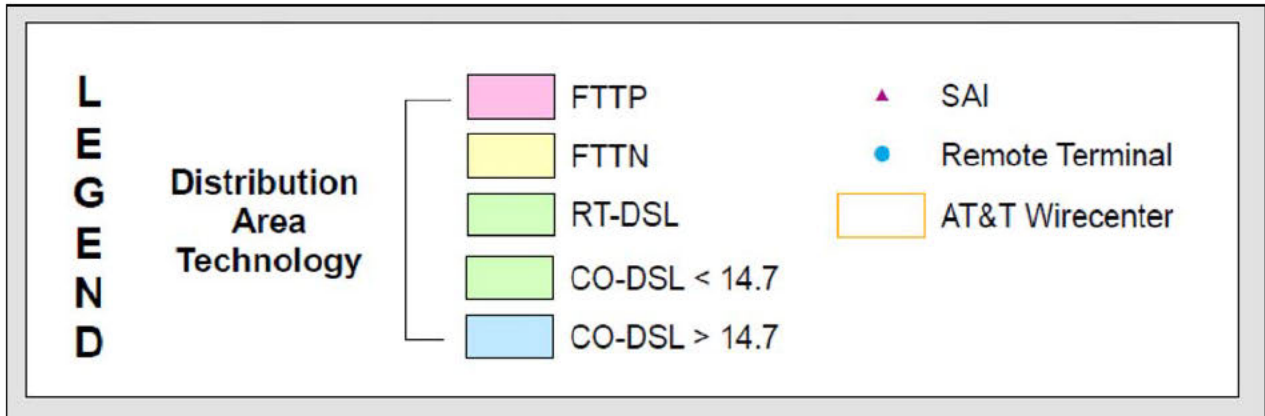 LEGEND
Distribution
Area
Technology
FTTP
FTTN
RT-DSL
CO-DSL < 14.7
CO-DSL > 14.7
SAI
Remote Terminal
AT&T Wirecenter